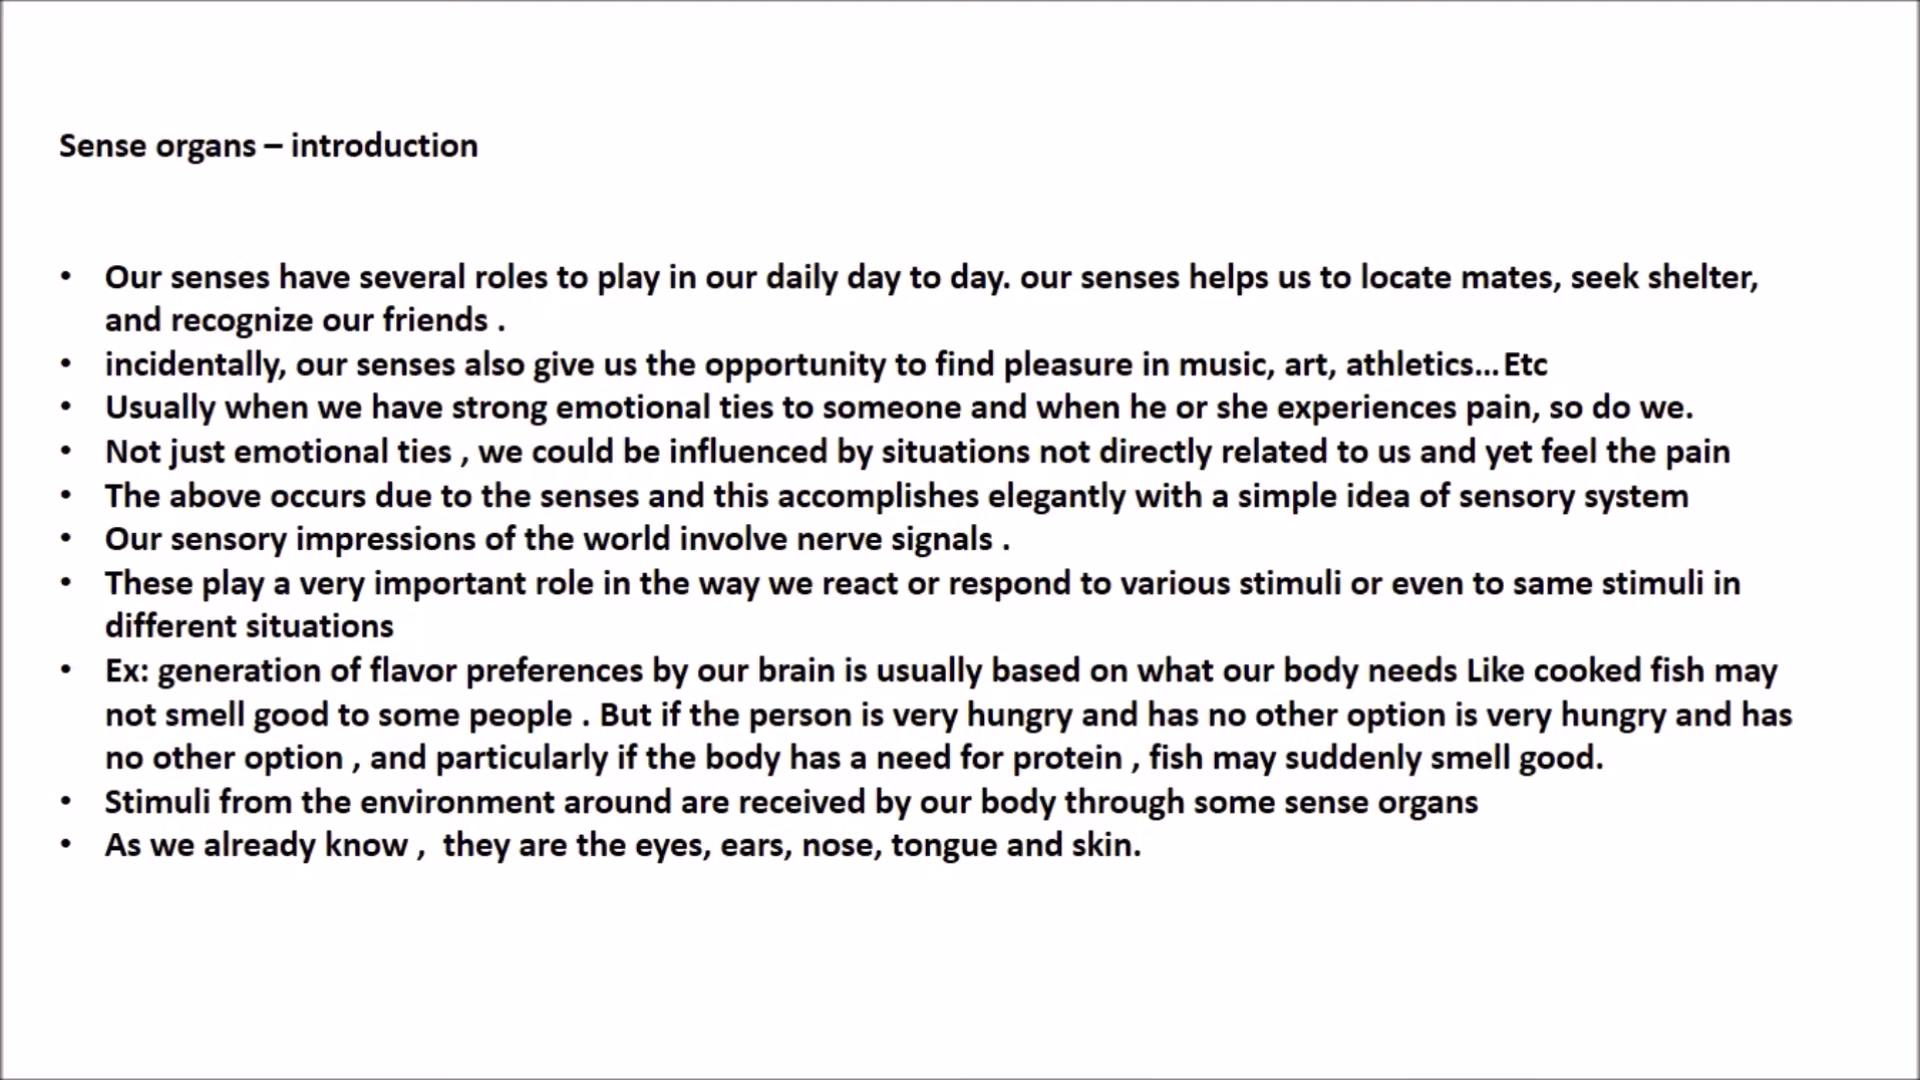 Sense organs – introduction
• Our senses have several roles to play in our daily day to day. our senses helps us to locate mates, seek shelter,
and recognize our friends .
• incidentally, our senses also give us the opportunity to find pleasure in music, art, athletics...Etc
• Usually when we have strong emotional ties to someone and when he or she experiences pain, so do we.
• Not just emotional ties , we could be influenced by situations not directly related to us and yet feel the pain
• The above occurs due to the senses and this accomplishes elegantly with a simple idea of sensory system
• Our sensory impressions of the world involve nerve signals .
• These play a very important role in the way we react or respond to various stimuli or even to same stimuli in
different situations
• Ex: generation of flavor preferences by our brain is usually based on what our body needs Like cooked fish may
not smell good to some people . But if the person is very hungry and has no other option is very hungry and has
no other option , and particularly if the body has a need for protein , fish may suddenly smell good.
• Stimuli from the environment around are received by our body through some sense organs
• As we already know ,  they are the eyes, ears, nose, tongue and skin.